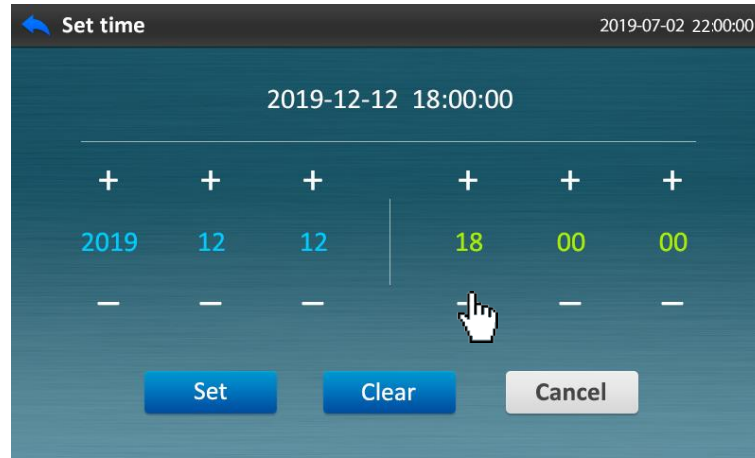 Set time 2019-07-02 22:00:00
2019-12-12 18:00:00
+ + + + + +
2019 12 12 18 00 00
— — — — — —
Set Clear Cancel